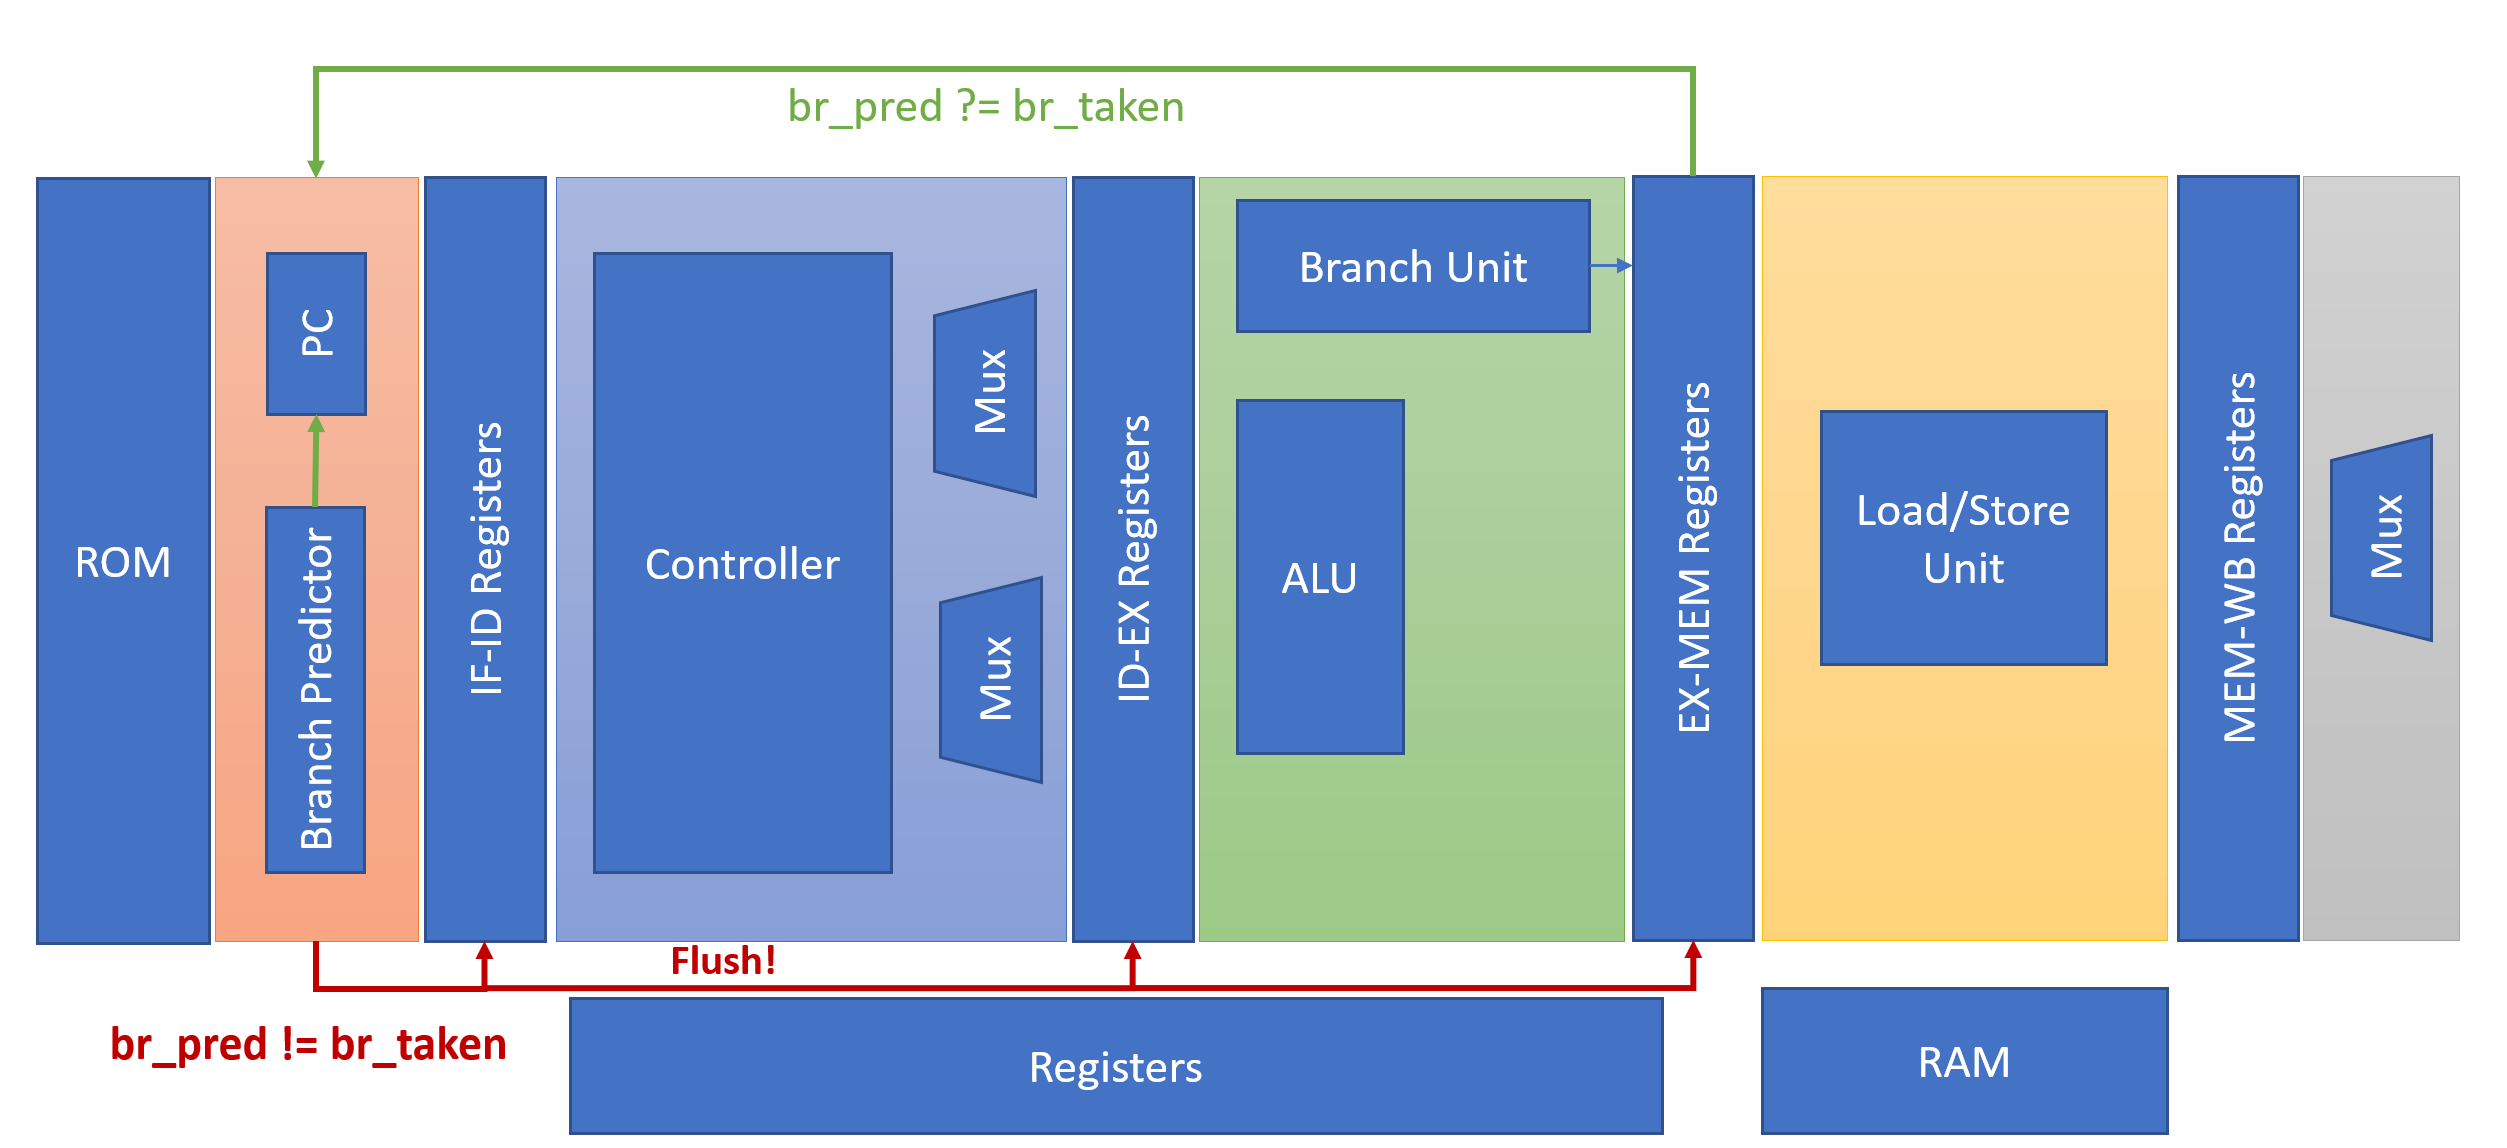 br_pred ?= br_taken
ROM
PC
Branch Predictor
IF-ID Registers
Controller
Mux
Mux
ID-EX Registers
Branch Unit
ALU
EX-MEM Registers
Load/Store
Unit
MEM-WB Registers
Mux
Flush!
br_pred != br_taken
Registers
RAM